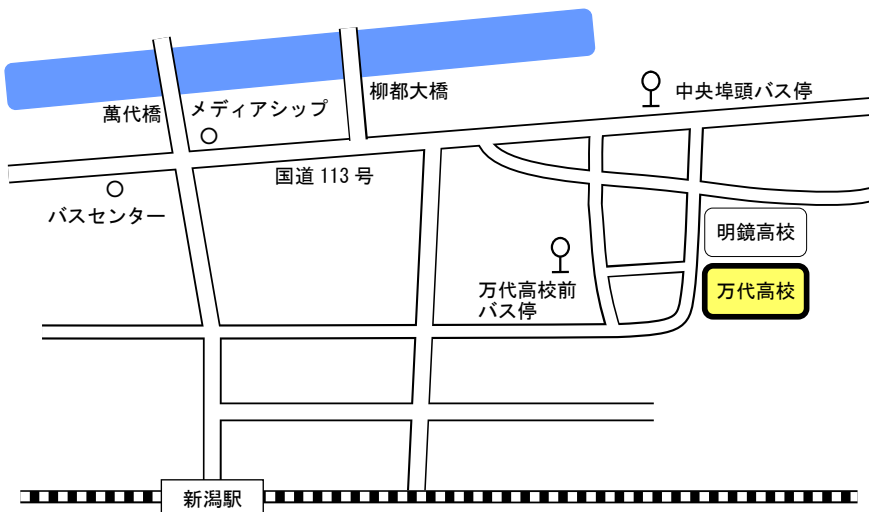 中央埠頭バス停
柳都大橋
メディアシップ
萬代橋
国道 113 号
バスセンター
明鏡高校
万代高校
万代高校前
バス停
新潟駅